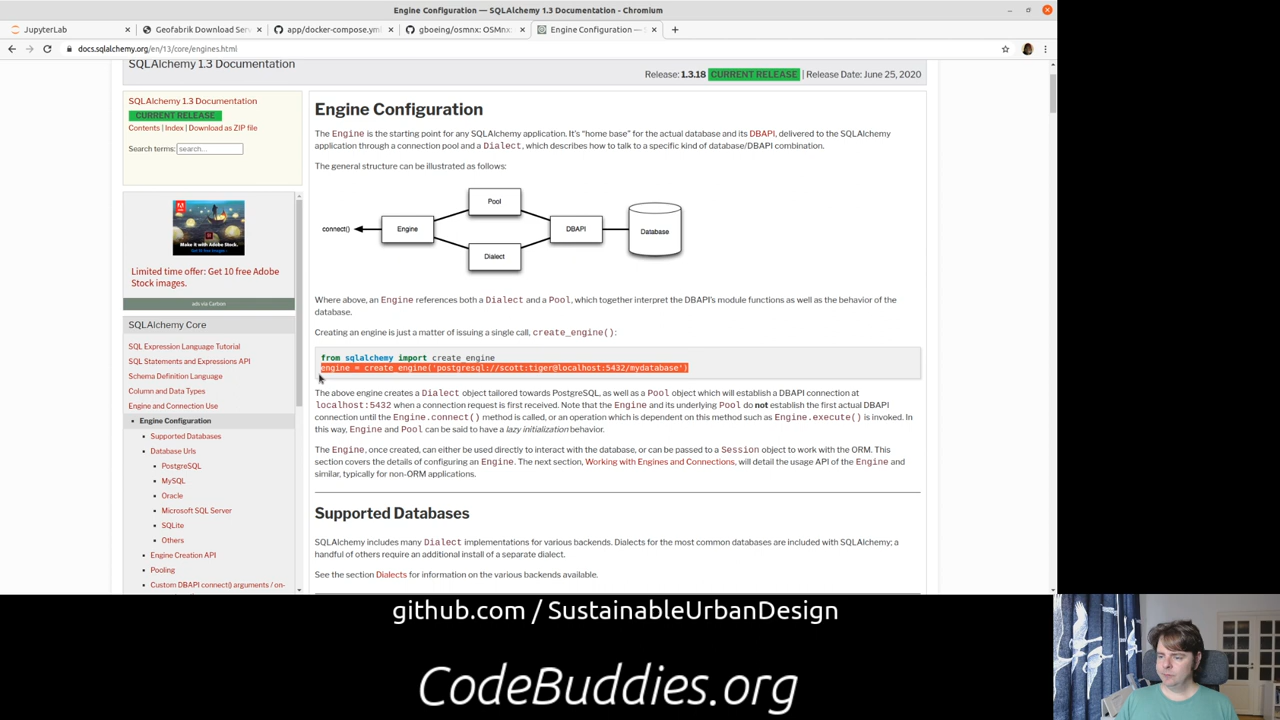 Engine Configuration — SQLAlchemy 1.3 Documentation - Chromium
JupyterLab
Geofabrik Download Ser
app/docker-compose.yml
gboeing/osmnx: OSMnx:
Engine Configuration —
docs.sqlalchemy.org/en/13/core/engines.html
SQLAlchemy 1.3 Documentation
Release: 1.3.18 CURRENT RELEASE | Release Date: June 25, 2020
SQLAlchemy 1.3 Documentation
CURRENT RELEASE
Contents | Index | Download as ZIP file
Search terms: search...
Make it with Adobe Stock.
Limited time offer: Get 10 free Adobe
Stock images.
ads via Carbon
SQLAlchemy Core
SQL Expression Language Tutorial
SQL Statements and Expressions API
Schema Definition Language
Column and Data Types
Engine and Connection Use
Engine Configuration
Supported Databases
Database Urls
PostgreSQL
MySQL
Oracle
Microsoft SQL Server
SQLite
Others
Engine Creation API
Pooling
Custom DBAPI connect() arguments / on-
Engine Configuration
The Engine is the starting point for any SQLAlchemy application. It's “home base” for the actual database and its DBAPI, delivered to the SQLAlchemy
application through a connection pool and a Dialect, which describes how to talk to a specific kind of database/DBAPI combination.
The general structure can be illustrated as follows:
Pool
connect()
Engine
DBAPI
Database
Dialect
Where above, an Engine references both a Dialect and a Pool, which together interpret the DBAPI's module functions as well as the behavior of the
database.
Creating an engine is just a matter of issuing a single call, create_engine():
from sqlalchemy import create_engine
engine = create_engine('postgresql://scott:tiger@localhost:5432/mydatabase')
The above engine creates a Dialect object tailored towards PostgreSQL, as well as a Pool object which will establish a DBAPI connection at
localhost:5432 when a connection request is first received. Note that the Engine and its underlying Pool do not establish the first actual DBAPI
connection until the Engine.connect() method is called, or an operation which is dependent on this method such as Engine.execute() is invoked. In
this way, Engine and Pool can be said to have a lazy initialization behavior.
The Engine, once created, can either be used directly to interact with the database, or can be passed to a Session object to work with the ORM. This
section covers the details of configuring an Engine. The next section, Working with Engines and Connections, will detail the usage API of the Engine and
similar, typically for non-ORM applications.
Supported Databases
SQLAlchemy includes many Dialect implementations for various backends. Dialects for the most common databases are included with SQLAlchemy; a
handful of others require an additional install of a separate dialect.
See the section Dialects for information on the various backends available.
github.com / SustainableUrbanDesign
CodeBuddies.org